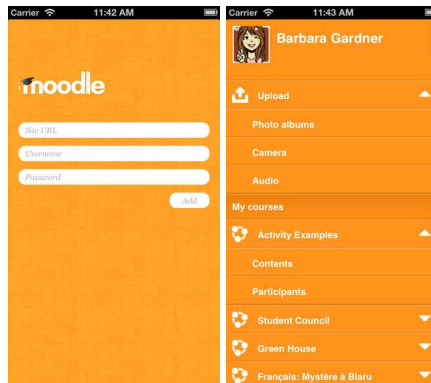 Carrier 11:42 AM
moodle
Site URL
Username
Password
Add
Carrier 11:43 AM
Barbara Gardner
Upload
Photo albums
Camera
Audio
My courses
Activity Examples
Contents
Participants
Student Council
Green House
Français: Mystère à Blaru